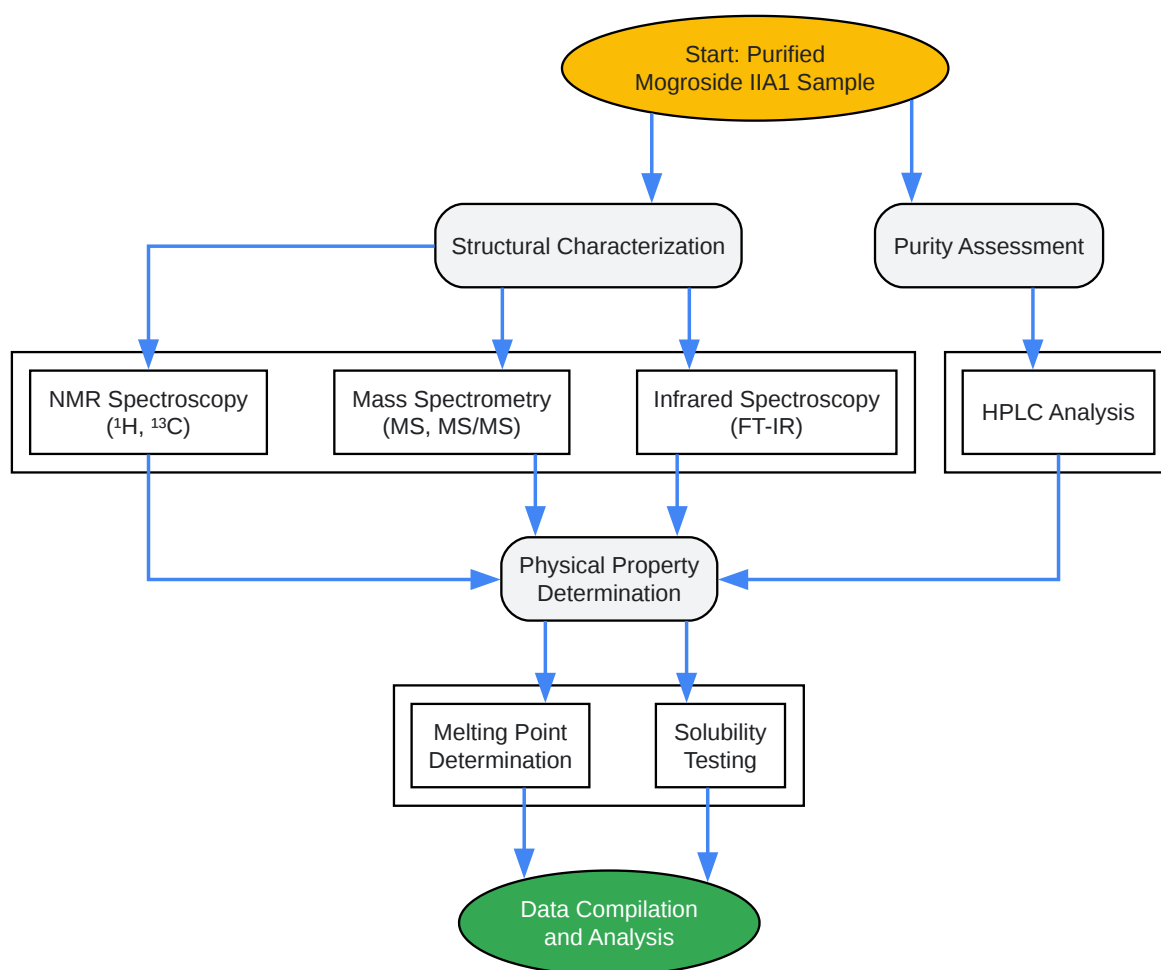 Start: Purified
Mogroside IIA1 Sample
Structural Characterization
Purity Assessment
NMR Spectroscopy
(¹H, ¹³C)
Mass Spectrometry
(MS, MS/MS)
Infrared Spectroscopy
(FT-IR)
HPLC Analysis
Physical Property
Determination
Melting Point
Determination
Solubility
Testing
Data Compilation
and Analysis